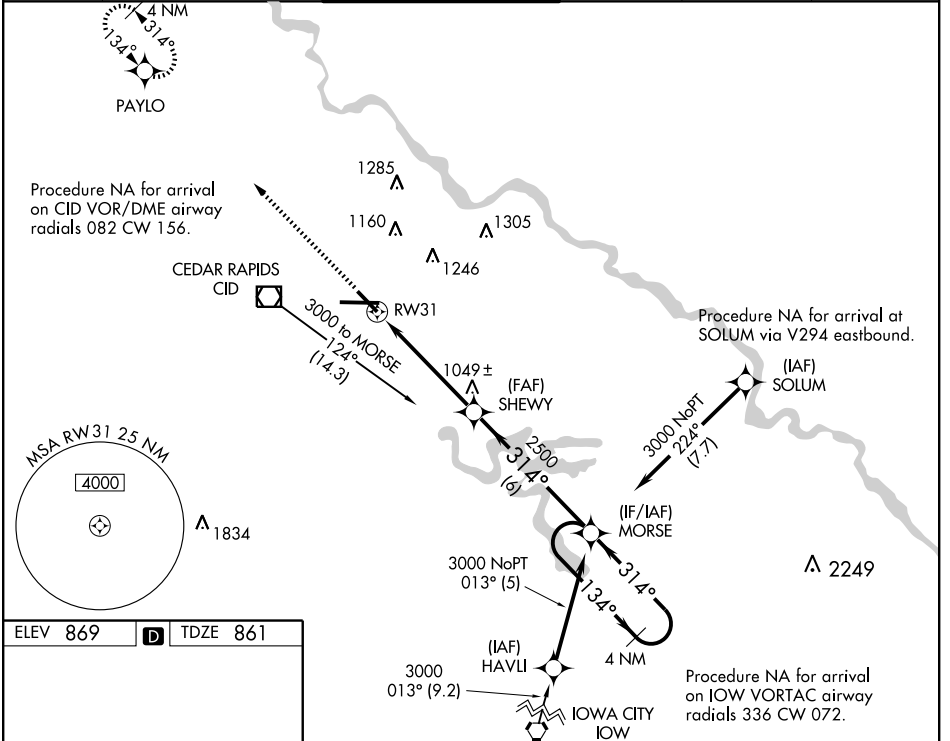 4 NM
314°
134°
PAYLO
Procedure NA for arrival
on CID VOR/DME airway
radials 082 CW 156.
1285
1160
1305
1246
CEDAR RAPIDS
CID
RW31
3000 to MORSE
124°
(14.3)
Procedure NA for arrival at
SOLUM via V294 eastbound.
(IAF)
SOLUM
1049 ±
(FAF)
SHEWY
3000 NoPT
224°
(7.7)
MSA RW31 25 NM
4000
1834
2500
314°
(6)
(IF/IAF)
MORSE
3000 NoPT
013° (5)
2249
314°
134°
4 NM
(IAF)
HAVLI
3000
013° (9.2)
IOWA CITY
IOW
Procedure NA for arrival
on IOW VORTAC airway
radials 336 CW 072.
ELEV 869 D TDZE 861